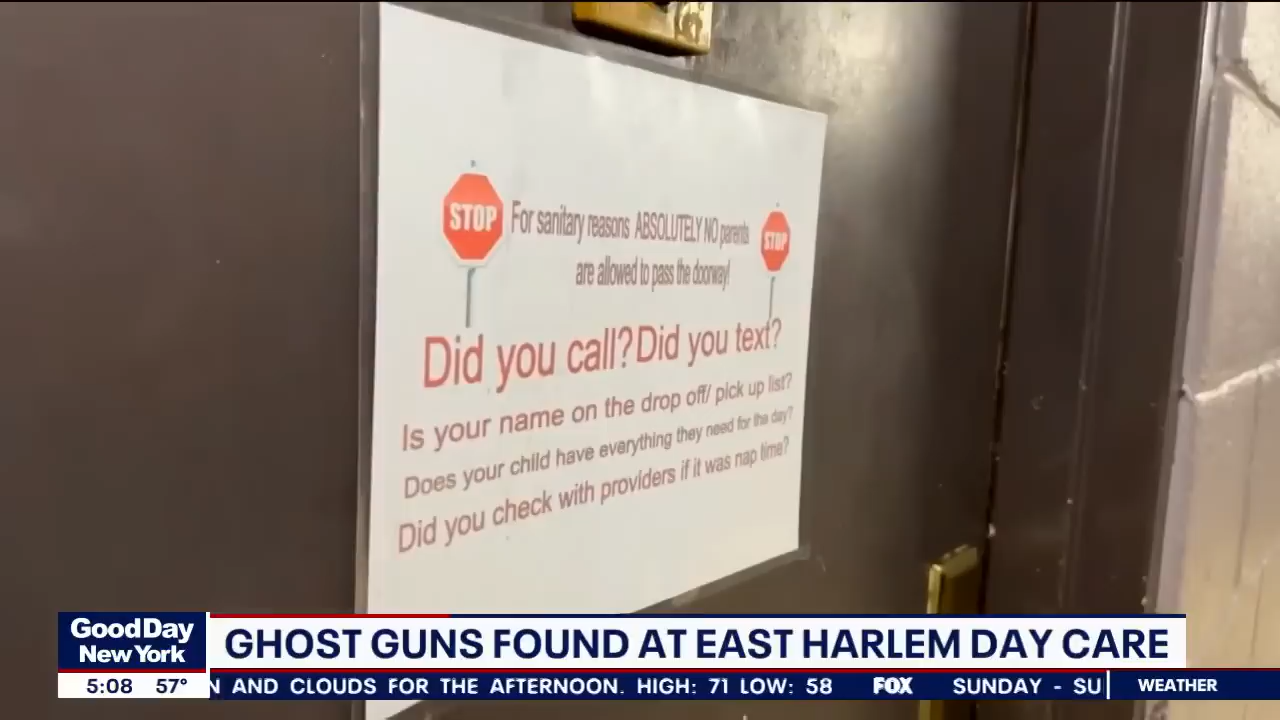 STOP
For sanitary reasons ABSOLUTELY NO parents
STOP
are allowed to pass the doorway!
Did you call? Did you text?
Is your name on the drop off/ pick up list?
Does your child have everything they need for the day?
Did you check with providers if it was nap time?
GoodDay
New York
GHOST GUNS FOUND AT EAST HARLEM DAY CARE
5:08 57° N AND CLOUDS FOR THE AFTERNOON. HIGH: 71 LOW: 58 FOX SUNDAY - SU WEATHER